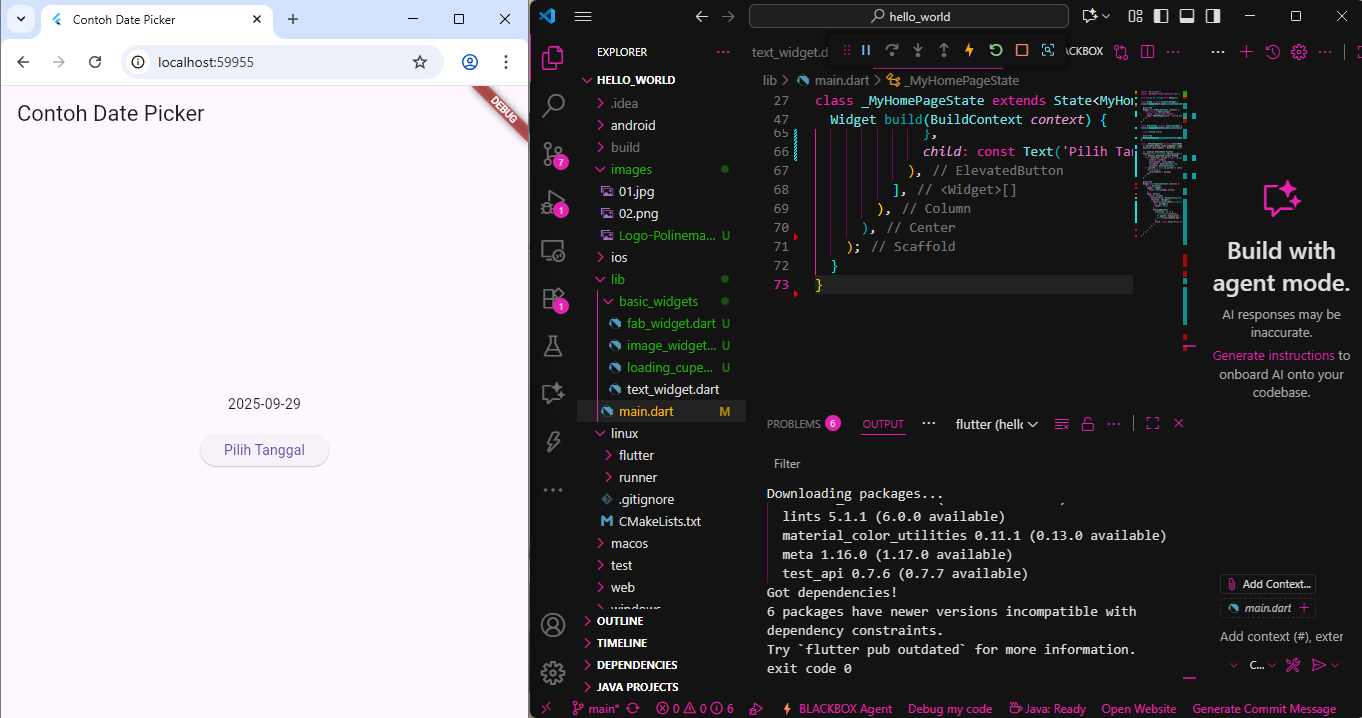 Contoh Date Picker
localhost:59955
Contoh Date Picker
DEBUG
2025-09-29
Pilih Tanggal
hello_world
EXPLORER
HELLO_WORLD
.idea
android
build
images
01.jpg
02.png
Logo-Polinema... U
ios
lib
basic_widgets
fab_widget.dart U
image_widget... U
loading_cupe... U
text_widget.dart
main.dart M
linux
flutter
runner
.gitignore
CMakeLists.txt
macos
test
web
windows
OUTLINE
TIMELINE
DEPENDENCIES
JAVA PROJECTS
7
1
1
text_widget.d
ACKBOX
lib > main.dart > _MyHomePageState
27 class _MyHomePageState extends State<MyHom
47 Widget build(BuildContext context) {
65 },
66 child: const Text('Pilih Tan
67 ), // ElevatedButton
68 ], // <Widget>[]
69 ), // Column
70 ), // Center
71 ); // Scaffold
72 }
73 }
PROBLEMS 6 OUTPUT ... flutter (hello
Filter
Downloading packages...
lints 5.1.1 (6.0.0 available)
material_color_utilities 0.11.1 (0.13.0 available)
meta 1.16.0 (1.17.0 available)
test_api 0.7.6 (0.7.7 available)
Got dependencies!
6 packages have newer versions incompatible with
dependency constraints.
Try `flutter pub outdated` for more information.
exit code 0
Build with
agent mode.
AI responses may be
inaccurate.
Generate instructions to
onboard AI onto your
codebase.
Add Context...
main.dart +
Add context (#), exter
C...
main* 0 0 6 BLACKBOX Agent Debug my code Java: Ready Open Website Generate Commit Message